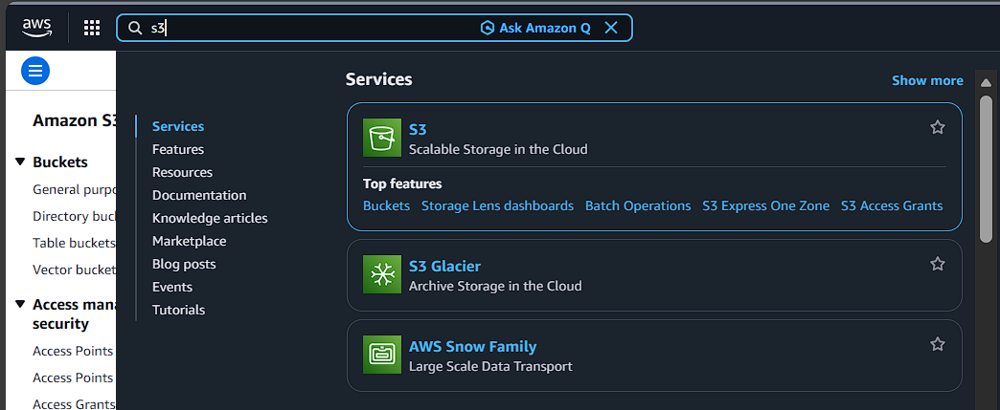 aws
s3
Ask Amazon Q
Amazon S3
Buckets
General purpo
Directory buc
Table buckets
Vector bucket
Access mana
security
Access Points
Access Points
Access Grants
Services
Features
Resources
Documentation
Knowledge articles
Marketplace
Blog posts
Events
Tutorials
Services
Show more
S3
Scalable Storage in the Cloud
Top features
Buckets Storage Lens dashboards Batch Operations S3 Express One Zone S3 Access Grants
S3 Glacier
Archive Storage in the Cloud
AWS Snow Family
Large Scale Data Transport